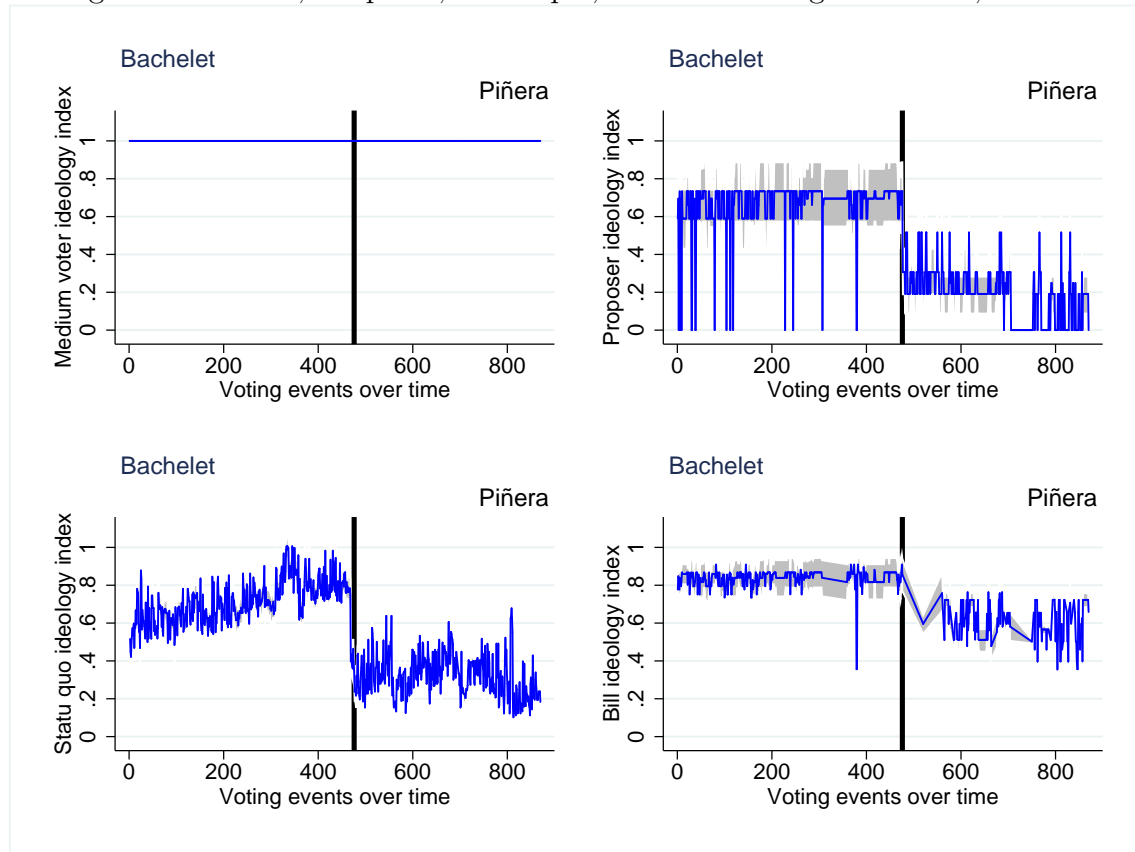 Bachelet
Piñera
Medium voter ideology index
0 .2 .4 .6 .8 1
0 200 400 600 800
Voting events over time
Bachelet
Piñera
Proposer ideology index
0 .2 .4 .6 .8 1
0 200 400 600 800
Voting events over time
Bachelet
Piñera
Statu quo ideology index
0 .2 .4 .6 .8 1
0 200 400 600 800
Voting events over time
Bachelet
Piñera
Bill ideology index
0 .2 .4 .6 .8 1
0 200 400 600 800
Voting events over time